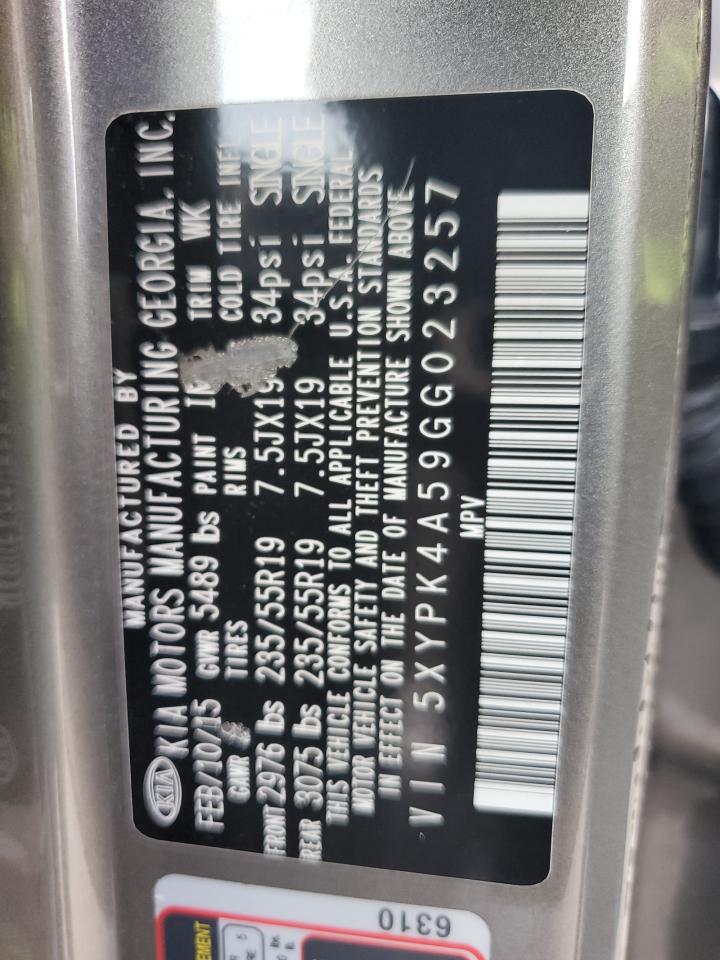 MANUFACTURED BY
KIA KIA MOTORS MANUFACTURING GEORGIA, INC.
FEB/10/15 GVWR 5489 lbs PAINT TRIM WK
GAWR TIRES RIMS COLD TIRE INF
FRONT 2976 lbs 235/55R19 7.5JX19 34psi SINGLE
REAR 3075 lbs 235/55R19 7.5JX19 34psi SINGLE
THIS VEHICLE CONFORMS TO ALL APPLICABLE U.S.A. FEDERAL
MOTOR VEHICLE SAFETY AND THEFT PREVENTION STANDARDS
IN EFFECT ON THE DATE OF MANUFACTURE SHOWN ABOVE
VIN 5XYPK4A59GG023257
MPV
6310